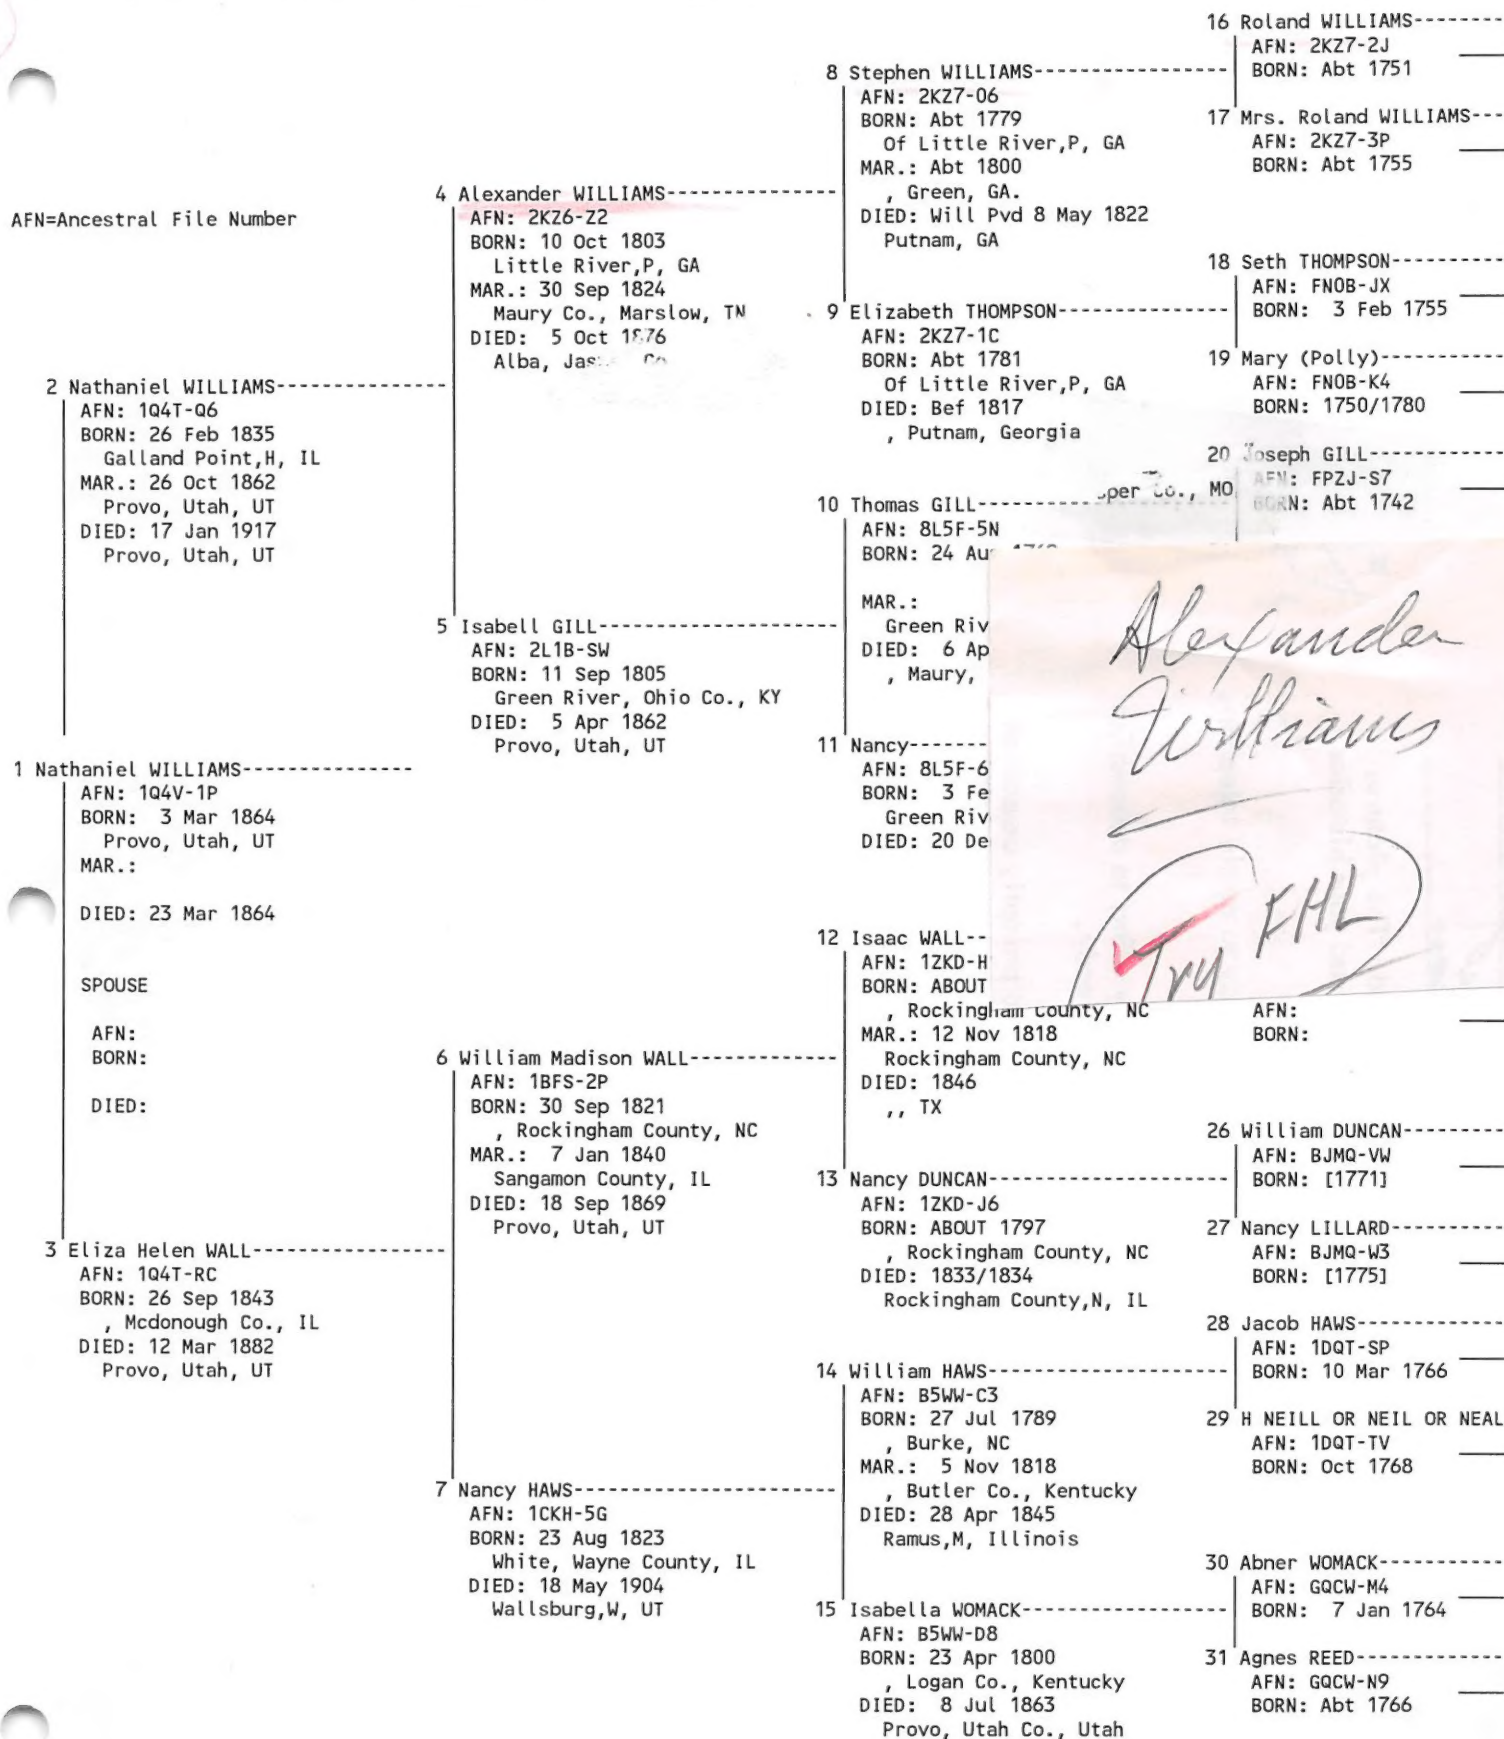 AFN=Ancestral File Number
1 Nathaniel WILLIAMS
AFN: 1Q4V-1P
BORN: 3 Mar 1864
Provo, Utah, UT
MAR.:
DIED: 23 Mar 1864
SPOUSE
AFN:
BORN:
DIED:
2 Nathaniel WILLIAMS
AFN: 1Q4T-Q6
BORN: 26 Feb 1835
Galland Point,H, IL
MAR.: 26 Oct 1862
Provo, Utah, UT
DIED: 17 Jan 1917
Provo, Utah, UT
3 Eliza Helen WALL
AFN: 1Q4T-RC
BORN: 26 Sep 1843
, Mcdonough Co., IL
DIED: 12 Mar 1882
Provo, Utah, UT
4 Alexander WILLIAMS
AFN: 2KZ6-Z2
BORN: 10 Oct 1803
Little River,P, GA
MAR.: 30 Sep 1824
Maury Co., Marslow, TN
DIED: 5 Oct 1876
Alba, Jas Co
5 Isabell GILL
AFN: 2L1B-SW
BORN: 11 Sep 1805
Green River, Ohio Co., KY
DIED: 5 Apr 1862
Provo, Utah, UT
6 William Madison WALL
AFN: 1BFS-2P
BORN: 30 Sep 1821
, Rockingham County, NC
MAR.: 7 Jan 1840
Sangamon County, IL
DIED: 18 Sep 1869
Provo, Utah, UT
7 Nancy HAWS
AFN: 1CKH-5G
BORN: 23 Aug 1823
White, Wayne County, IL
DIED: 18 May 1904
Wallsburg,W, UT
8 Stephen WILLIAMS
AFN: 2KZ7-06
BORN: Abt 1779
Of Little River,P, GA
MAR.: Abt 1800
, Green, GA.
DIED: Will Pvd 8 May 1822
Putnam, GA
9 Elizabeth THOMPSON
AFN: 2KZ7-1C
BORN: Abt 1781
Of Little River,P, GA
DIED: Bef 1817
, Putnam, Georgia
10 Thomas GILL
per Co., MO
AFN: 8L5F-5N
BORN: 24 Au
MAR.:
Green Riv
DIED: 6 Ap
, Maury,
11 Nancy
AFN: 8L5F-6
BORN: 3 Fe
Green Riv
DIED: 20 De
12 Isaac WALL
AFN: 1ZKD-H
BORN: ABOUT
, Rockingham County, NC
MAR.: 12 Nov 1818
Rockingham County, NC
DIED: 1846
,, TX
13 Nancy DUNCAN
AFN: 1ZKD-J6
BORN: ABOUT 1797
, Rockingham County, NC
DIED: 1833/1834
Rockingham County,N, IL
14 William HAWS
AFN: B5WW-C3
BORN: 27 Jul 1789
, Burke, NC
MAR.: 5 Nov 1818
, Butler Co., Kentucky
DIED: 28 Apr 1845
Ramus,M, Illinois
15 Isabella WOMACK
AFN: B5WW-D8
BORN: 23 Apr 1800
, Logan Co., Kentucky
DIED: 8 Jul 1863
Provo, Utah Co., Utah
16 Roland WILLIAMS
AFN: 2KZ7-2J
BORN: Abt 1751
17 Mrs. Roland WILLIAMS
AFN: 2KZ7-3P
BORN: Abt 1755
18 Seth THOMPSON
AFN: FN0B-JX
BORN: 3 Feb 1755
19 Mary (Polly)
AFN: FN0B-K4
BORN: 1750/1780
20 Joseph GILL
AFN: FPZJ-S7
BORN: Abt 1742
Alexander
Williams
Try FHL
AFN:
BORN:
26 William DUNCAN
AFN: BJMQ-VW
BORN: [1771]
27 Nancy LILLARD
AFN: BJMQ-W3
BORN: [1775]
28 Jacob HAWS
AFN: 1DQT-SP
BORN: 10 Mar 1766
29 H NEILL OR NEIL OR NEAL
AFN: 1DQT-TV
BORN: Oct 1768
30 Abner WOMACK
AFN: GQCW-M4
BORN: 7 Jan 1764
31 Agnes REED
AFN: GQCW-N9
BORN: Abt 1766